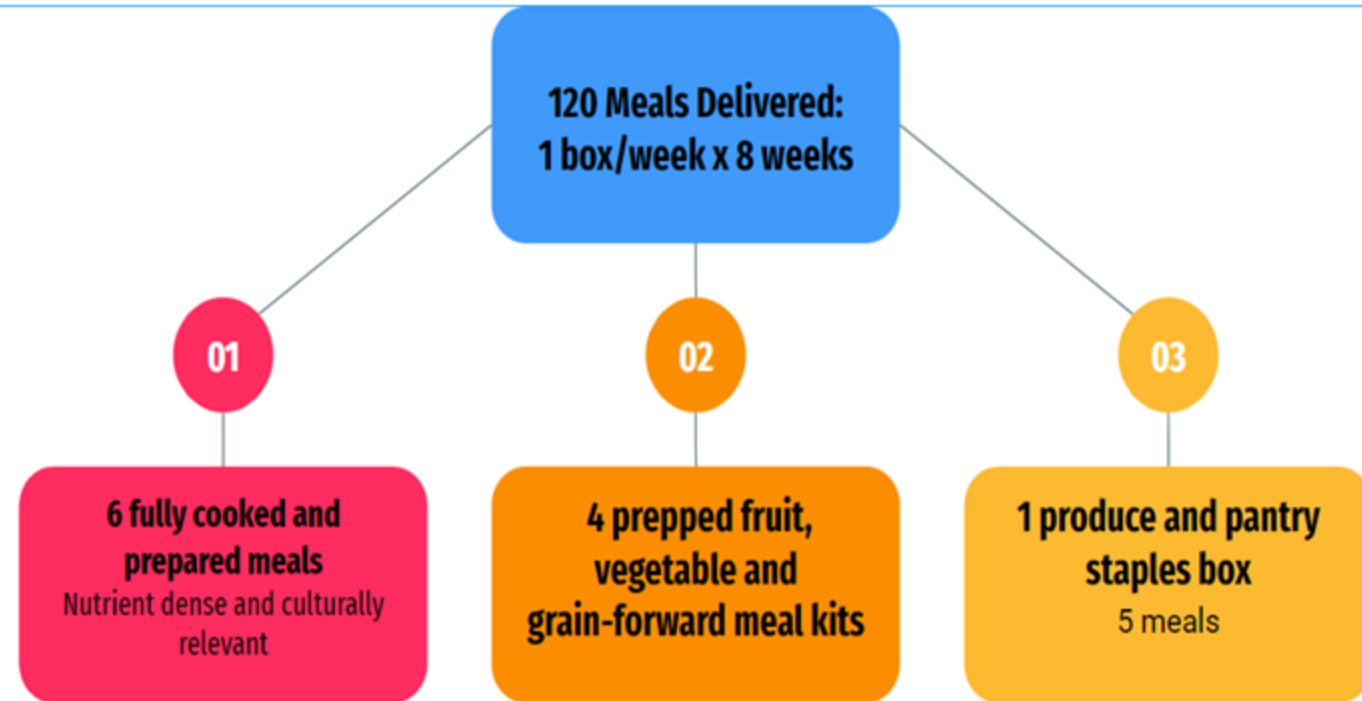 120 Meals Delivered:
1 box/week x 8 weeks
01
02
03
6 fully cooked and
prepared meals
Nutrient dense and culturally
relevant
4 prepped fruit,
vegetable and
grain-forward meal kits
1 produce and pantry
staples box
5 meals